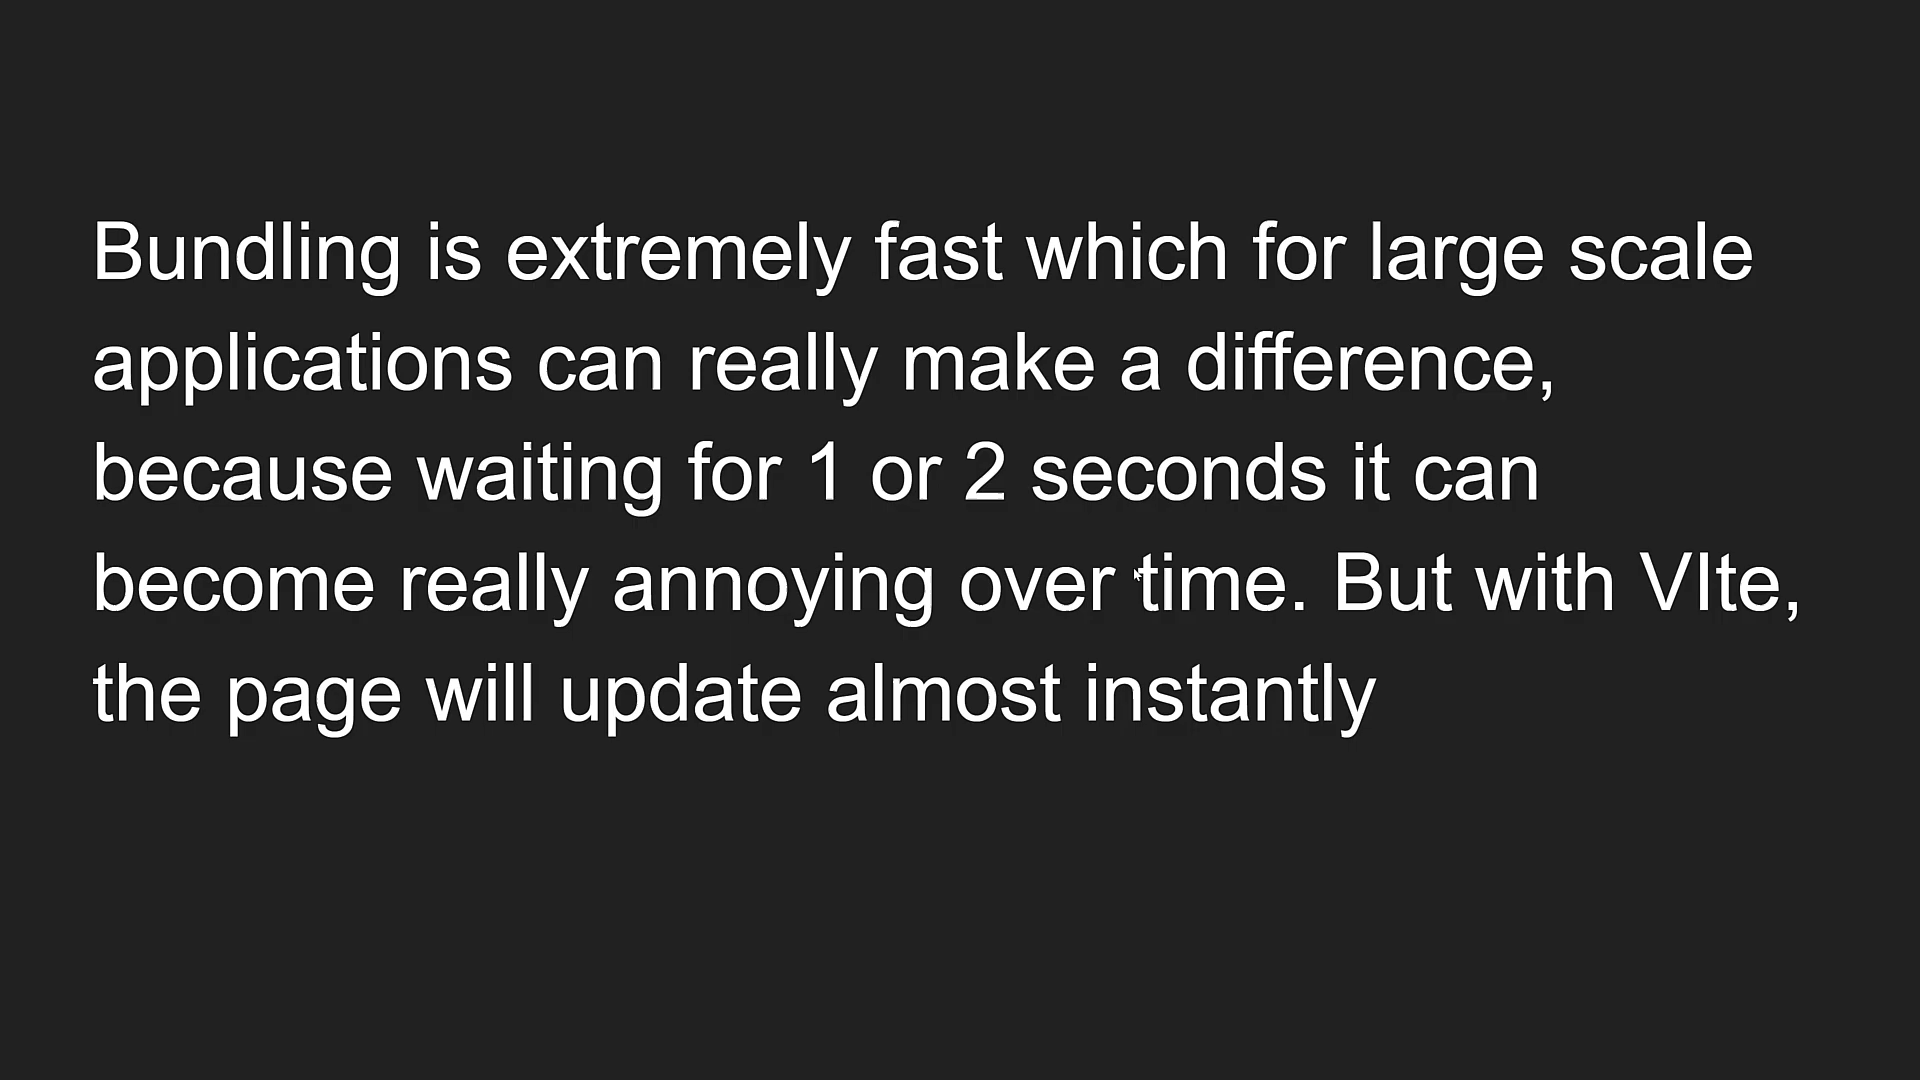 Bundling is extremely fast which for large scale
applications can really make a difference,
because waiting for 1 or 2 seconds it can
become really annoying over time. But with VIte,
the page will update almost instantly